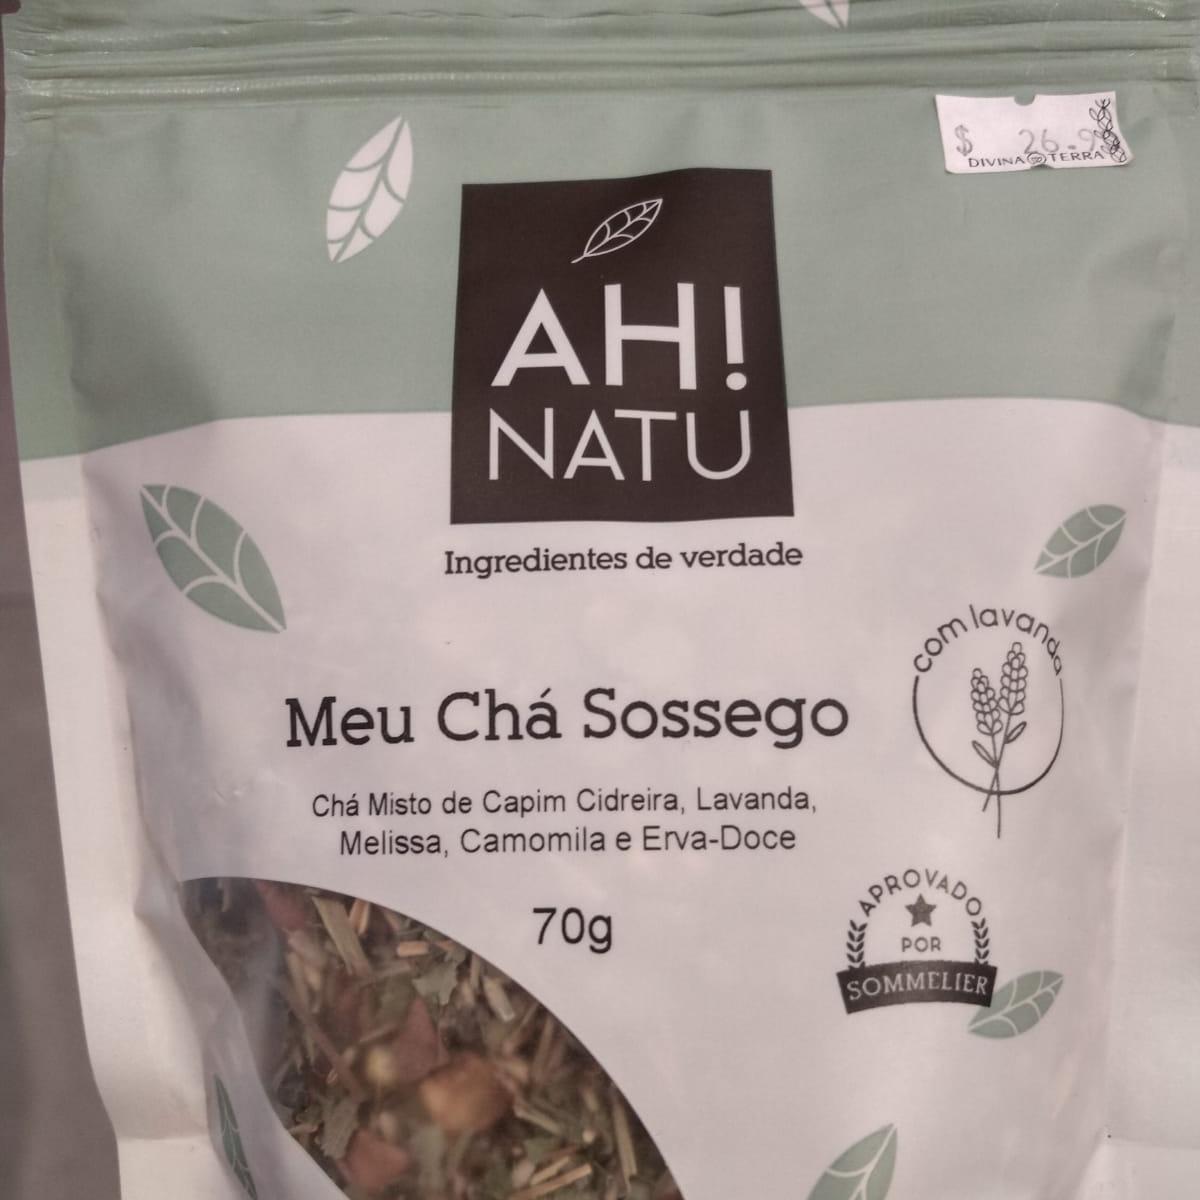 $ 26.9
DIVINA TERRA
AH!
NATU
Ingredientes de verdade
com lavanda
Meu Chá Sossego
Chá Misto de Capim Cidreira, Lavanda,
Melissa, Camomila e Erva-Doce
70g
APROVADO
POR
SOMMELIER